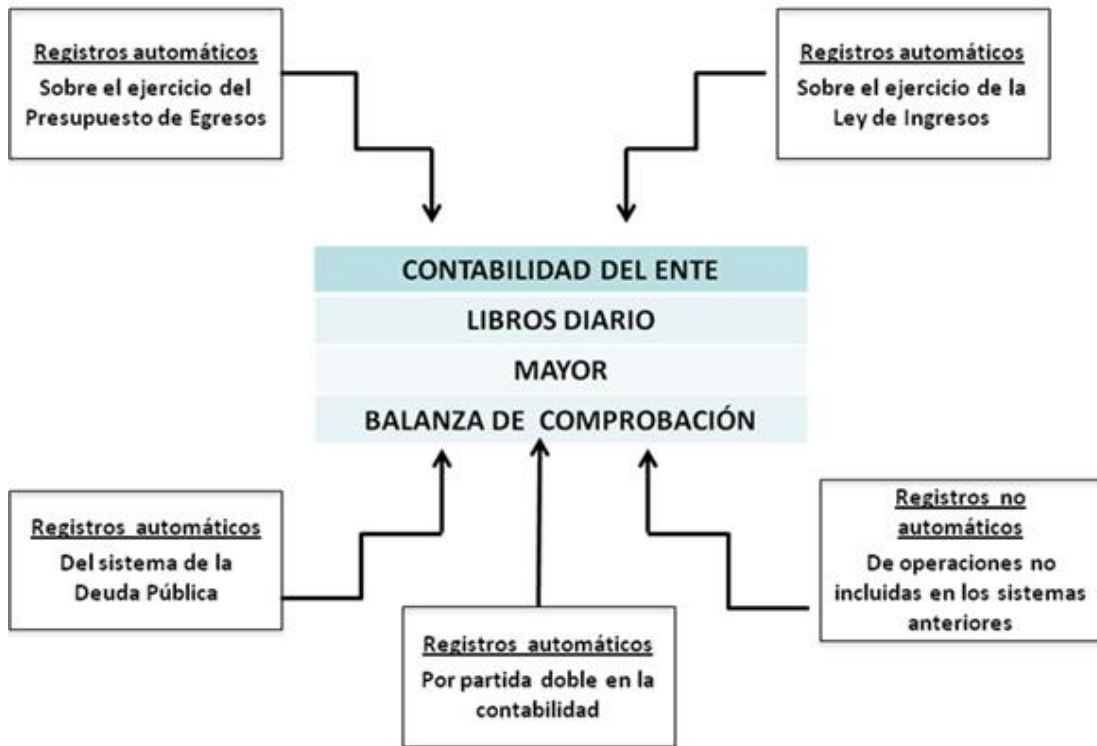 Registros automáticos
Sobre el ejercicio del
Presupuesto de Egresos
Registros automáticos
Sobre el ejercicio de la
Ley de Ingresos
CONTABILIDAD DEL ENTE
LIBROS DIARIO
MAYOR
BALANZA DE COMPROBACIÓN
Registros automáticos
Del sistema de la
Deuda Pública
Registros automáticos
Por partida doble en la
contabilidad
Registros no
automáticos
De operaciones no
incluidas en los sistemas
anteriores